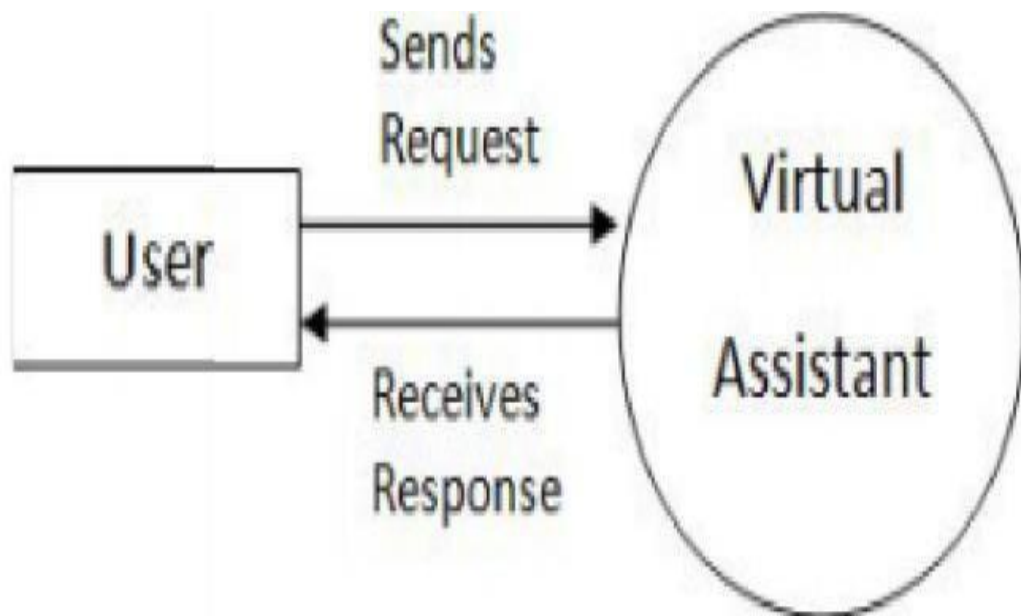 Sends
Request
User
Virtual
Assistant
Receives
Response